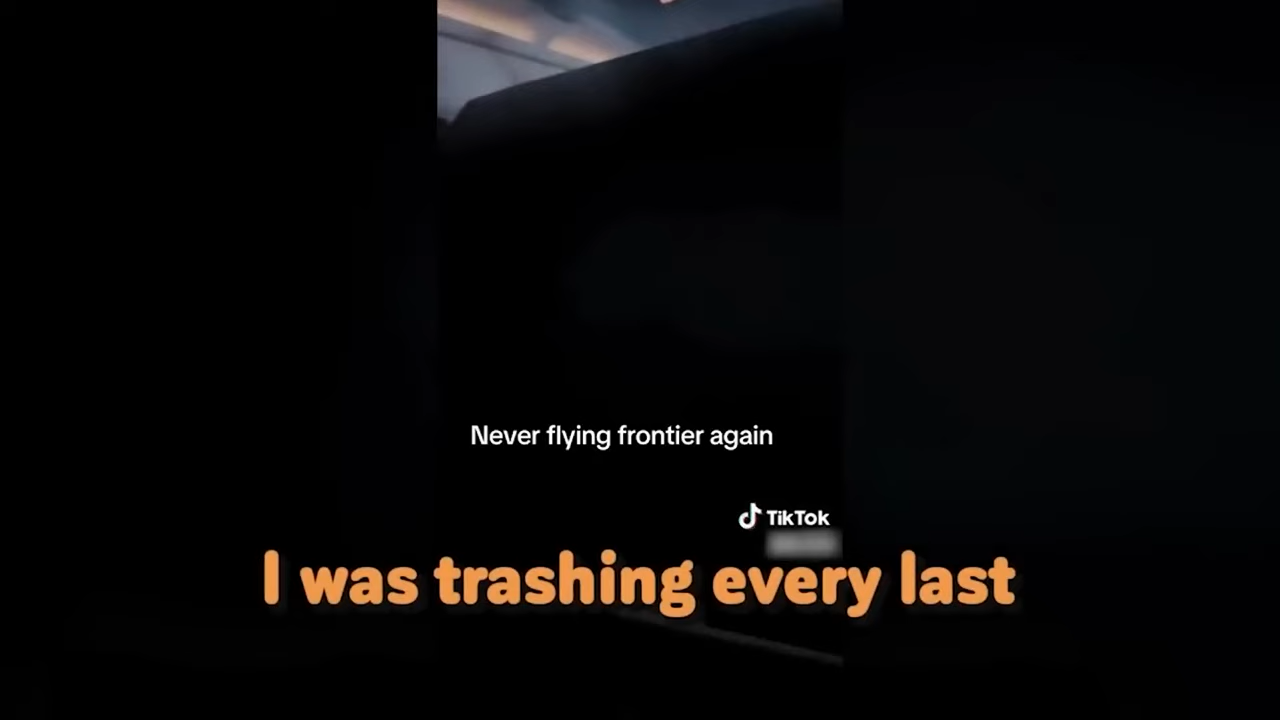 Never flying frontier again
TikTok
I was trashing every last